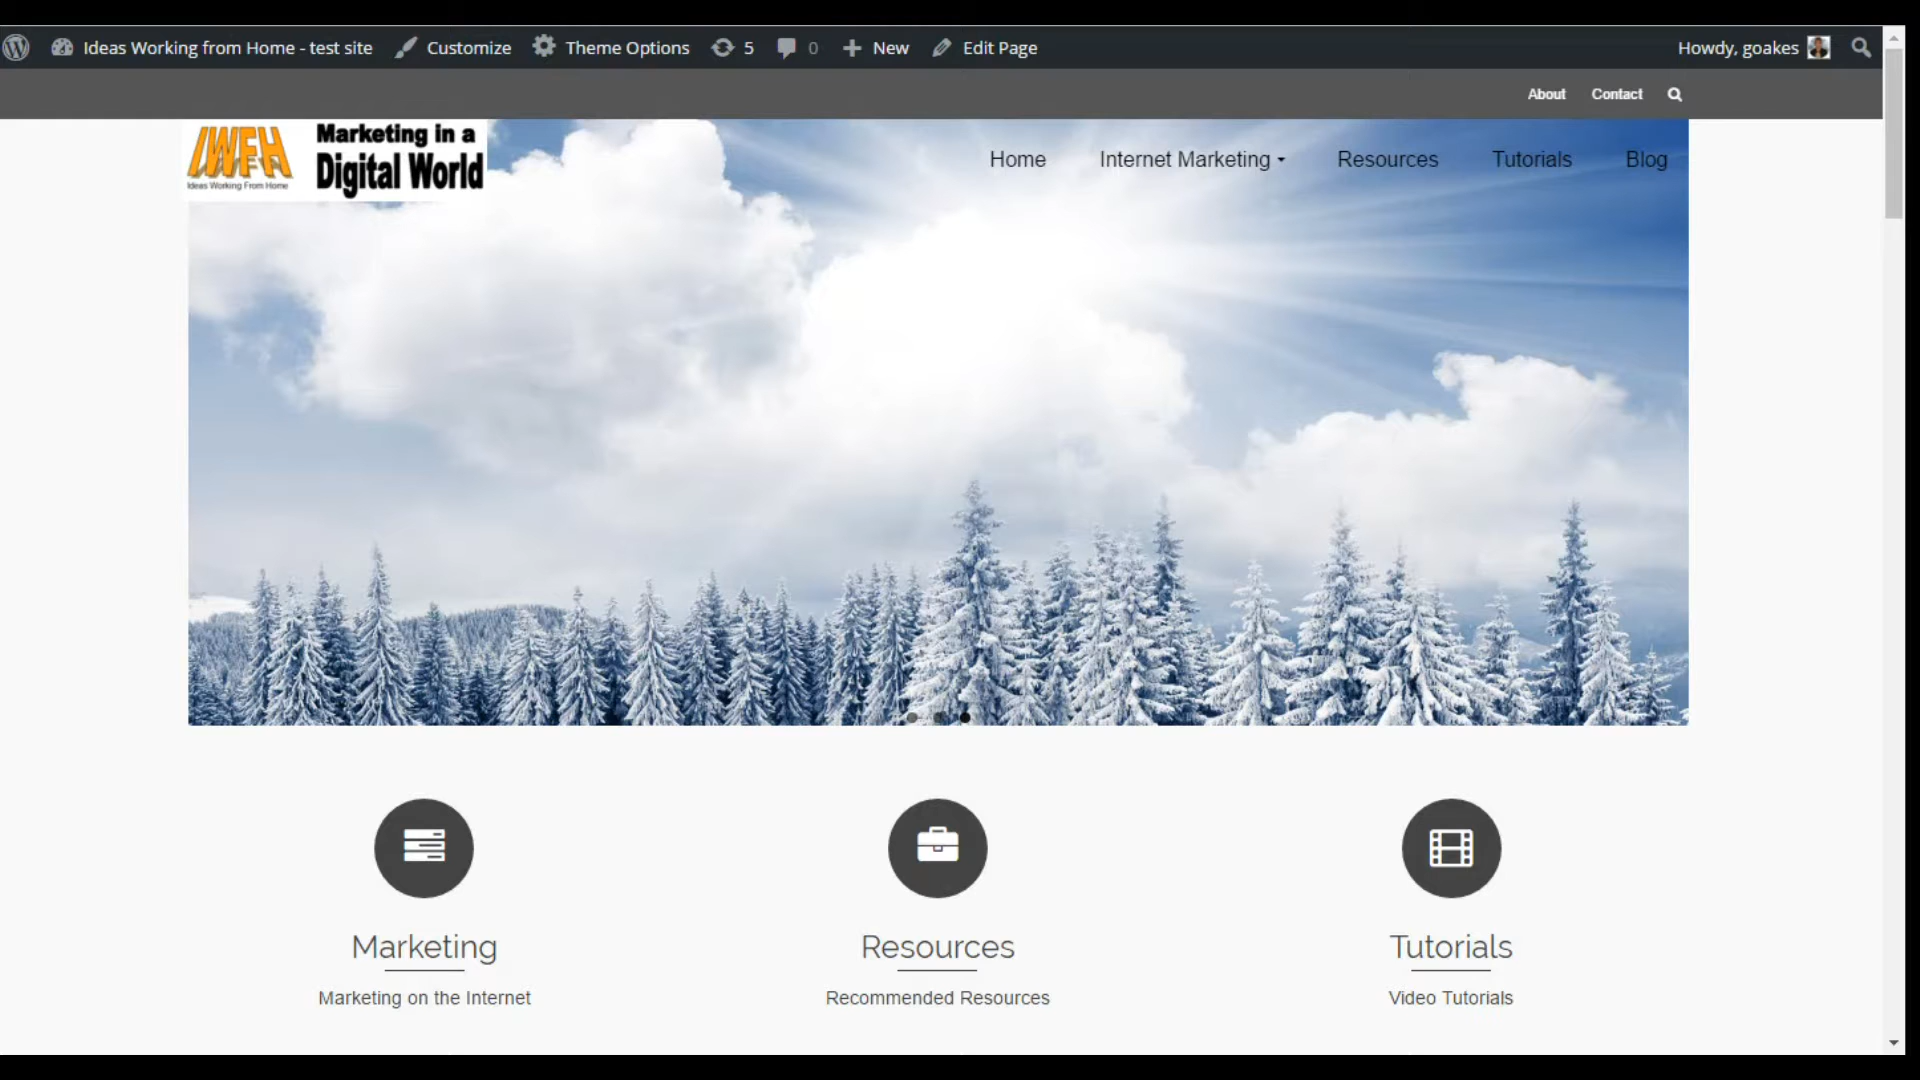 Ideas Working from Home - test site Customize Theme Options 5 0 New Edit Page Howdy, goakes
About Contact
IWFH
Ideas Working From Home
Marketing in a
Digital World
Home Internet Marketing Resources Tutorials Blog
Marketing Resources Tutorials
Marketing on the Internet Recommended Resources Video Tutorials